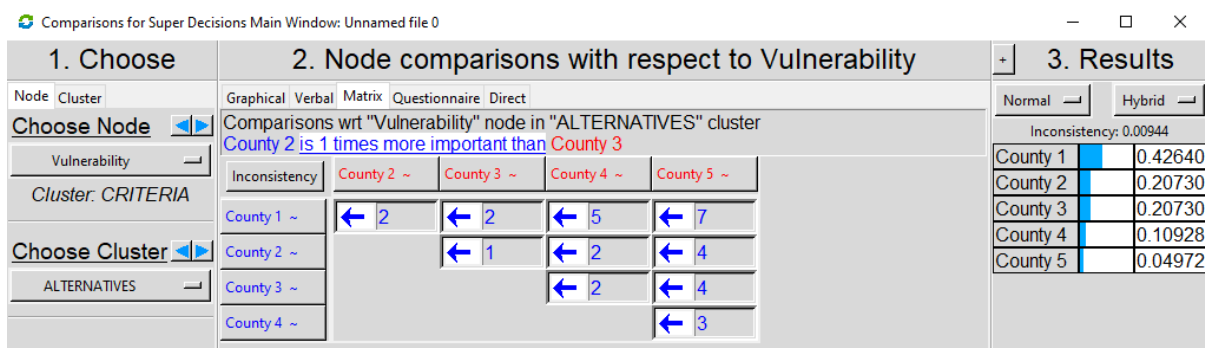 Comparisons for Super Decisions Main Window: Unnamed file 0
1. Choose
2. Node comparisons with respect to Vulnerability
+ 3. Results
Node Cluster
Graphical Verbal Matrix Questionnaire Direct
Normal Hybrid
Choose Node
Comparisons wrt "Vulnerability" node in "ALTERNATIVES" cluster
County 2 is 1 times more important than County 3
Inconsistency: 0.00944
Vulnerability
Cluster: CRITERIA
Inconsistency County 2 ~ County 3 ~ County 4 ~ County 5 ~
County 1 ~ ← 2 ← 2 ← 5 ← 7
County 2 ~ ← 1 ← 2 ← 4
County 3 ~ ← 2 ← 4
County 4 ~ ← 3
Choose Cluster
ALTERNATIVES
County 1 0.42640
County 2 0.20730
County 3 0.20730
County 4 0.10928
County 5 0.04972